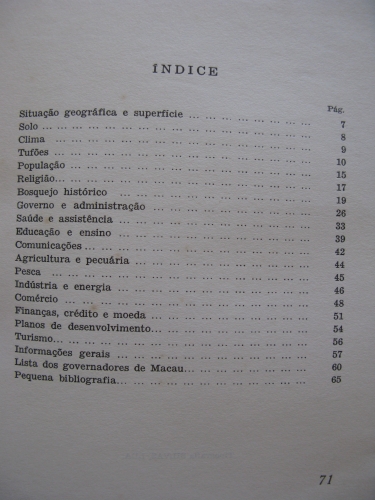 ÍNDICE
Pág.
Situação geográfica e superfície ... ... ... ... ... ... ... 7
Solo ... ... ... ... ... ... ... ... ... ... ... ... ... 8
Clima ... ... ... ... ... ... ... ... ... ... ... ... 9
Tufões ... ... ... ... ... ... ... ... ... ... ... ... 10
População ... ... ... ... ... ... ... ... ... ... ... 15
Religião... ... ... ... ... ... ... ... ... ... ... ... 17
Bosquejo histórico ... ... ... ... ... ... ... ... ... 19
Governo e administração ... ... ... ... ... ... ... ... 26
Saúde e assistência ... ... ... ... ... ... ... ... ... 33
Educação e ensino ... ... ... ... ... ... ... ... ... 39
Comunicações ... ... ... ... ... ... ... ... ... ... 42
Agricultura e pecuária ... ... ... ... ... ... ... ... 44
Pesca ... ... ... ... ... ... ... ... ... ... ... ... 45
Indústria e energia ... ... ... ... ... ... ... ... ... 46
Comércio ... ... ... ... ... ... ... ... ... ... ... 48
Finanças, crédito e moeda ... ... ... ... ... ... ... 51
Planos de desenvolvimento... ... ... ... ... ... ... 54
Turismo... ... ... ... ... ... ... ... ... ... ... ... 56
Informações gerais ... ... ... ... ... ... ... ... ... 57
Lista dos governadores de Macau... ... ... ... ... ... 60
Pequena bibliografia... ... ... ... ... ... ... ... ... 65
71